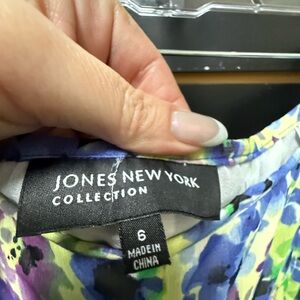 JONES NEW YORK
COLLECTION
6
MADE IN
CHINA